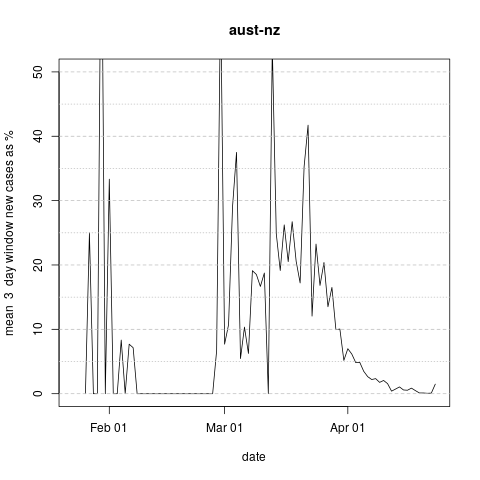 aust-nz
mean 3 day window new cases as %
50
40
30
20
10
0
Feb 01
Mar 01
Apr 01
date